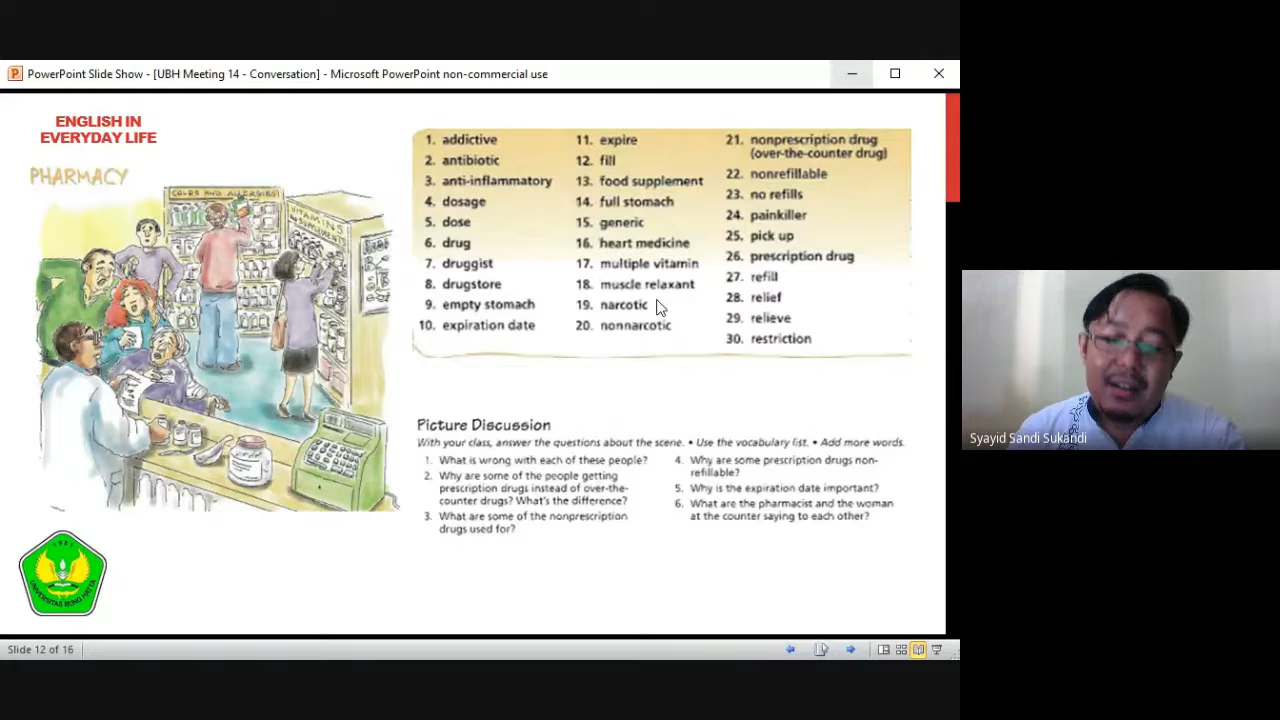 PowerPoint Slide Show - [UBH Meeting 14 - Conversation] - Microsoft PowerPoint non-commercial use
ENGLISH IN
EVERYDAY LIFE
PHARMACY
COLDS AND ALLERGIES
VITAMINS
1. addictive
2. antibiotic
3. anti-inflammatory
4. dosage
5. dose
6. drug
7. druggist
8. drugstore
9. empty stomach
10. expiration date
11. expire
12. fill
13. food supplement
14. full stomach
15. generic
16. heart medicine
17. multiple vitamin
18. muscle relaxant
19. narcotic
20. nonnarcotic
21. nonprescription drug
(over-the-counter drug)
22. nonrefillable
23. no refills
24. painkiller
25. pick up
26. prescription drug
27. refill
28. relief
29. relieve
30. restriction
Picture Discussion
With your class, answer the questions about the scene. • Use the vocabulary list. • Add more words.
1. What is wrong with each of these people?
2. Why are some of the people getting
prescription drugs instead of over-the-
counter drugs? What's the difference?
3. What are some of the nonprescription
drugs used for?
4. Why are some prescription drugs non-
refillable?
5. Why is the expiration date important?
6. What are the pharmacist and the woman
at the counter saying to each other?
1981
UNIVERSITAS BUNG HATTA
Slide 12 of 16
Syayid Sandi Sukandi